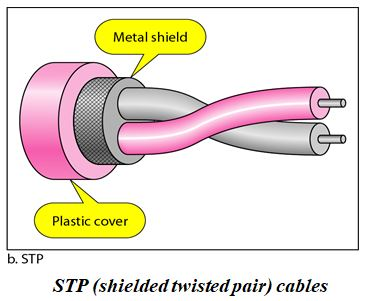 Metal shield
Plastic cover
b. STP
STP (shielded twisted pair) cables